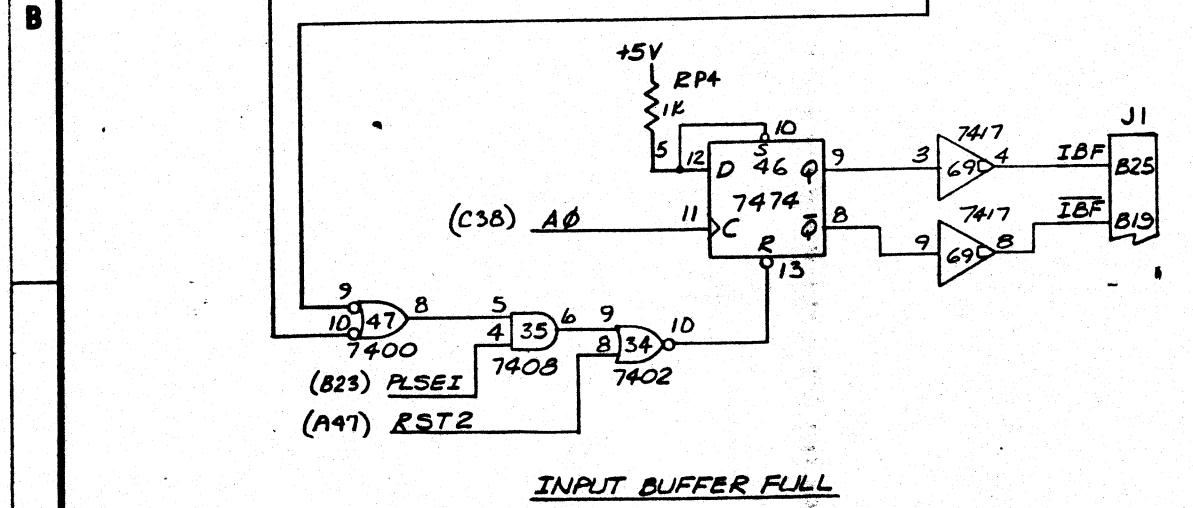 B
+5V
RP4
1K
5
12
10
S
D
46
Q
9
7474
(C38) AØ
11
C
Q̅
8
R
13
3
7417
69
4
IBF
J1
B25
9
7417
69
8
I̅B̅F̅
B19
9
10
47
8
7400
5
4
35
6
7408
9
8
34
10
7402
(B23) PLSEI
(A47) RST2
INPUT BUFFER FULL